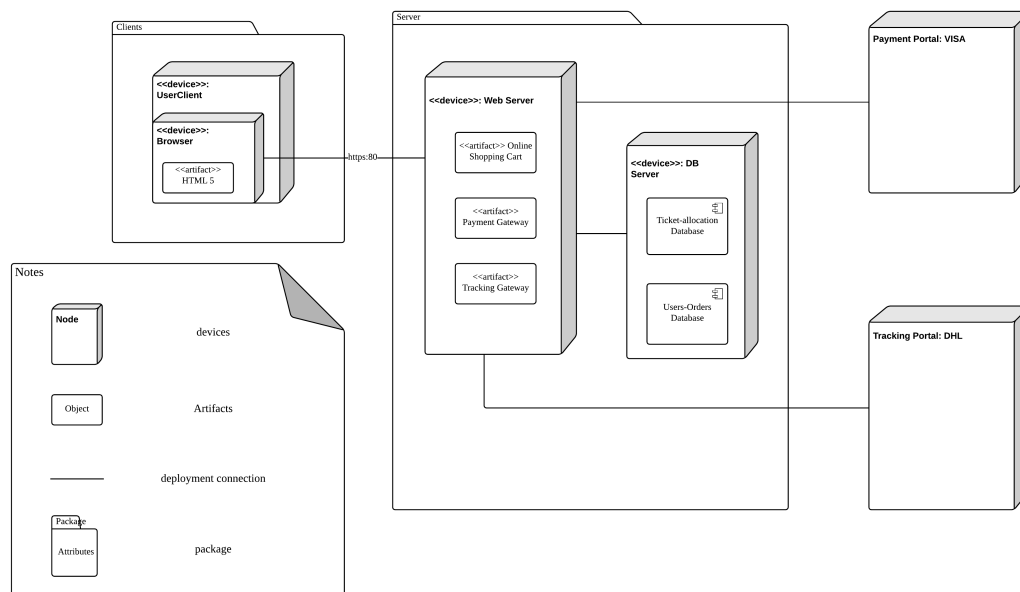 Clients
<<device>>:
UserClient
<<device>>:
Browser
<<artifact>>
HTML 5
https:80
Server
<<device>>: Web Server
<<artifact>> Online
Shopping Cart
<<artifact>>
Payment Gateway
<<artifact>>
Tracking Gateway
<<device>>: DB
Server
Ticket-allocation
Database
Users-Orders
Database
Payment Portal: VISA
Tracking Portal: DHL
Notes
Node
devices
Object
Artifacts
deployment connection
Package
Attributes
package